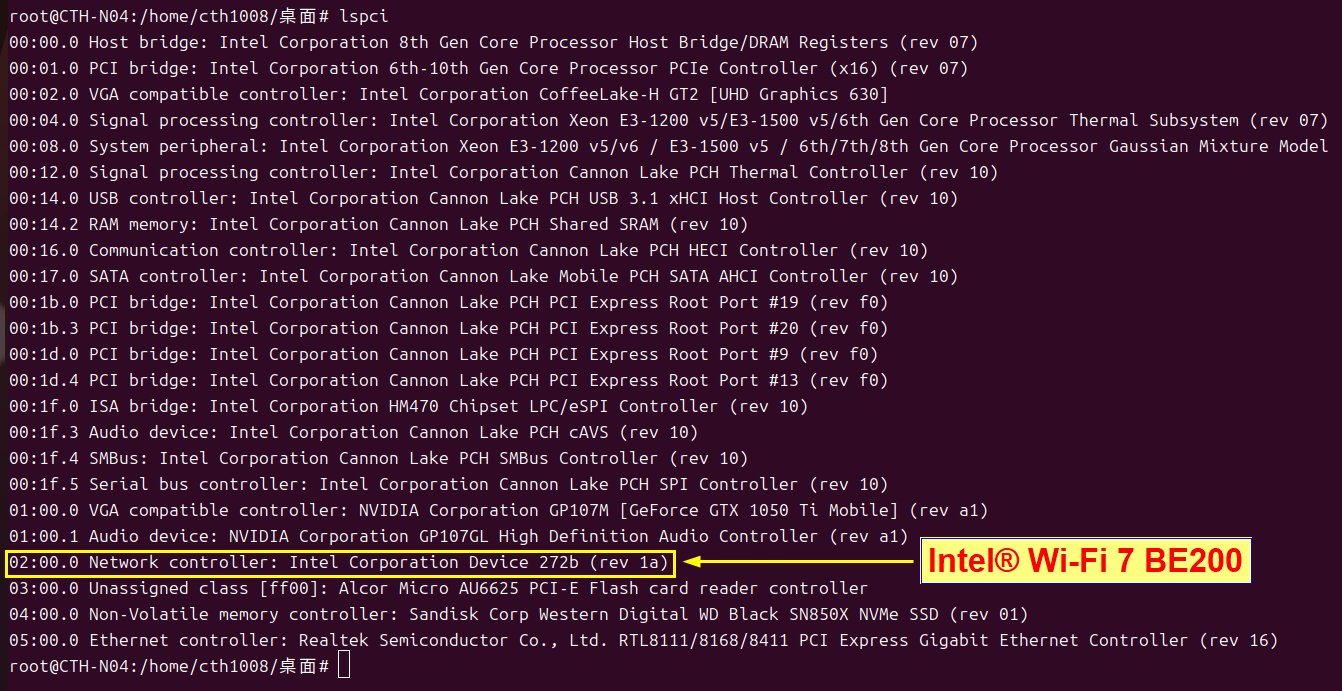 root@CTH-N04:/home/cth1008/桌面# lspci
00:00.0 Host bridge: Intel Corporation 8th Gen Core Processor Host Bridge/DRAM Registers (rev 07)
00:01.0 PCI bridge: Intel Corporation 6th-10th Gen Core Processor PCIe Controller (x16) (rev 07)
00:02.0 VGA compatible controller: Intel Corporation CoffeeLake-H GT2 [UHD Graphics 630]
00:04.0 Signal processing controller: Intel Corporation Xeon E3-1200 v5/E3-1500 v5/6th Gen Core Processor Thermal Subsystem (rev 07)
00:08.0 System peripheral: Intel Corporation Xeon E3-1200 v5/v6 / E3-1500 v5 / 6th/7th/8th Gen Core Processor Gaussian Mixture Model
00:12.0 Signal processing controller: Intel Corporation Cannon Lake PCH Thermal Controller (rev 10)
00:14.0 USB controller: Intel Corporation Cannon Lake PCH USB 3.1 xHCI Host Controller (rev 10)
00:14.2 RAM memory: Intel Corporation Cannon Lake PCH Shared SRAM (rev 10)
00:16.0 Communication controller: Intel Corporation Cannon Lake PCH HECI Controller (rev 10)
00:17.0 SATA controller: Intel Corporation Cannon Lake Mobile PCH SATA AHCI Controller (rev 10)
00:1b.0 PCI bridge: Intel Corporation Cannon Lake PCH PCI Express Root Port #19 (rev f0)
00:1b.3 PCI bridge: Intel Corporation Cannon Lake PCH PCI Express Root Port #20 (rev f0)
00:1d.0 PCI bridge: Intel Corporation Cannon Lake PCH PCI Express Root Port #9 (rev f0)
00:1d.4 PCI bridge: Intel Corporation Cannon Lake PCH PCI Express Root Port #13 (rev f0)
00:1f.0 ISA bridge: Intel Corporation HM470 Chipset LPC/eSPI Controller (rev 10)
00:1f.3 Audio device: Intel Corporation Cannon Lake PCH cAVS (rev 10)
00:1f.4 SMBus: Intel Corporation Cannon Lake PCH SMBus Controller (rev 10)
00:1f.5 Serial bus controller: Intel Corporation Cannon Lake PCH SPI Controller (rev 10)
01:00.0 VGA compatible controller: NVIDIA Corporation GP107M [GeForce GTX 1050 Ti Mobile] (rev a1)
01:00.1 Audio device: NVIDIA Corporation GP107GL High Definition Audio Controller (rev a1)
02:00.0 Network controller: Intel Corporation Device 272b (rev 1a)
Intel® Wi-Fi 7 BE200
03:00.0 Unassigned class [ff00]: Alcor Micro AU6625 PCI-E Flash card reader controller
04:00.0 Non-Volatile memory controller: Sandisk Corp Western Digital WD Black SN850X NVMe SSD (rev 01)
05:00.0 Ethernet controller: Realtek Semiconductor Co., Ltd. RTL8111/8168/8411 PCI Express Gigabit Ethernet Controller (rev 16)
root@CTH-N04:/home/cth1008/桌面#